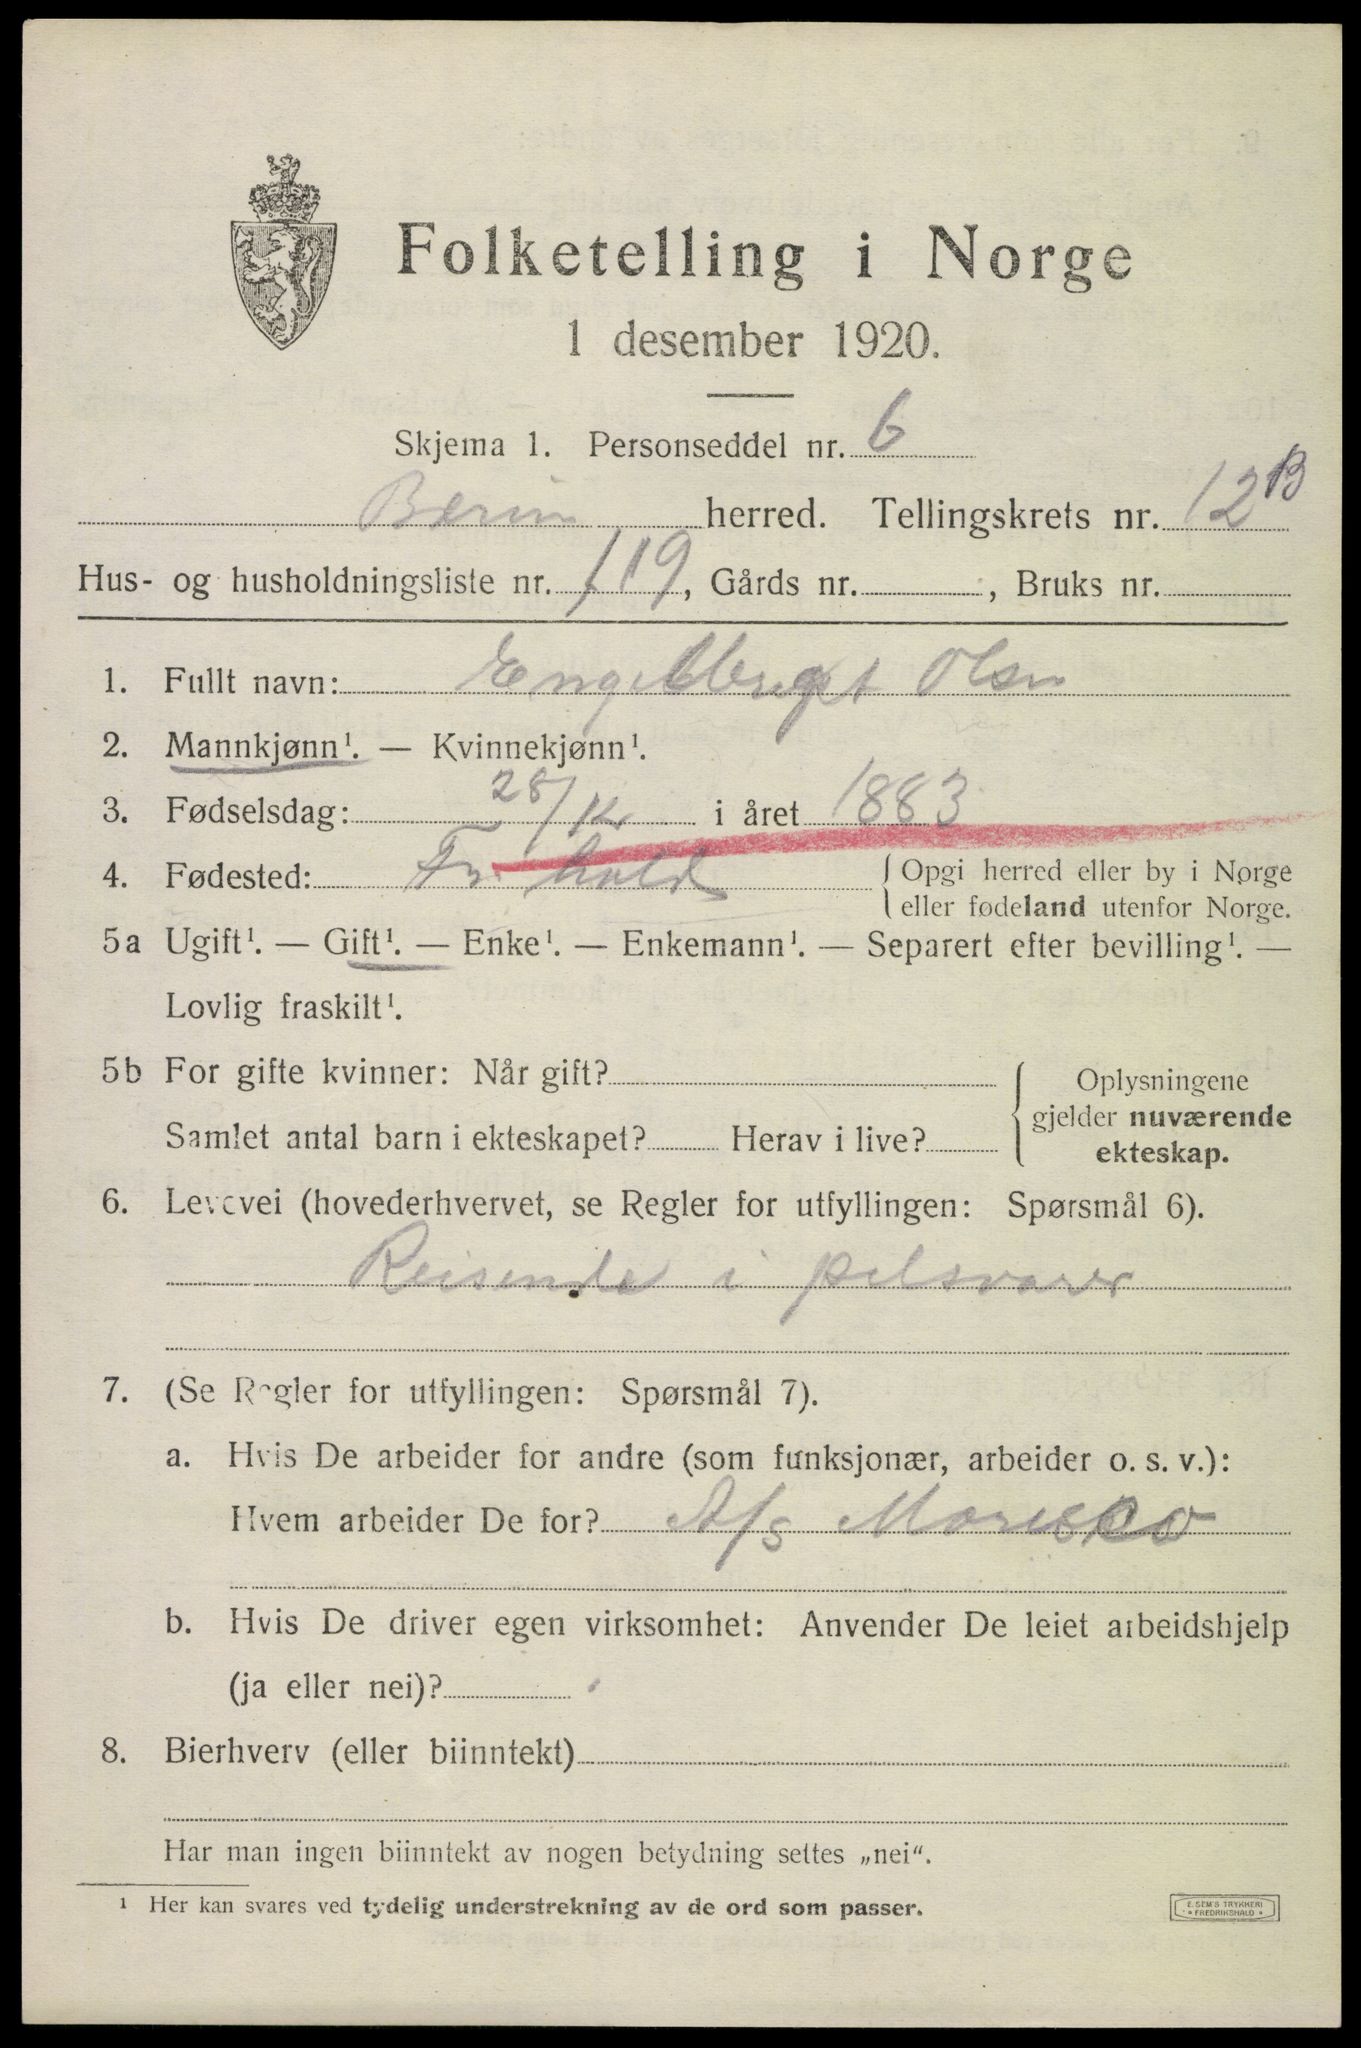 Folketelling i Norge
1 desember 1920.
Skjema 1. Personseddel nr. 6
Bærum herred. Tellingskrets nr. 12B
Hus- og husholdningsliste nr. 119, Gårds nr. , Bruks nr.
1. Fullt navn: Engelbregt Olsen
2. Mannkjønn¹. — Kvinnekjønn¹.
3. Fødselsdag: 28/ i året 1883
4. Fødested: Fr. hald { Opgi herred eller by i Norge
eller fødeland utenfor Norge.
5a Ugift¹. — Gift¹. — Enke¹. — Enkemann¹. — Separert efter bevilling¹. —
Lovlig fraskilt¹.
5b For gifte kvinner: Når gift?
Samlet antal barn i ekteskapet? Herav i live?
{ Oplysningene
gjelder nuværende
ekteskap.
6. Levevei (hovederhvervet, se Regler for utfyllingen: Spørsmål 6).
Reisende i pelsvarer
7. (Se Regler for utfyllingen: Spørsmål 7).
a. Hvis De arbeider for andre (som funksjonær, arbeider o. s. v.):
Hvem arbeider De for? A/S Moresco
b. Hvis De driver egen virksomhet: Anvender De leiet arbeidshjelp
(ja eller nei)?
8. Bierhverv (eller biinntekt)
Har man ingen biinntekt av nogen betydning settes „nei“.
¹ Her kan svares ved tydelig understrekning av de ord som passer.
E. SEM'S TRYKKERI
FREDRIKSHALD